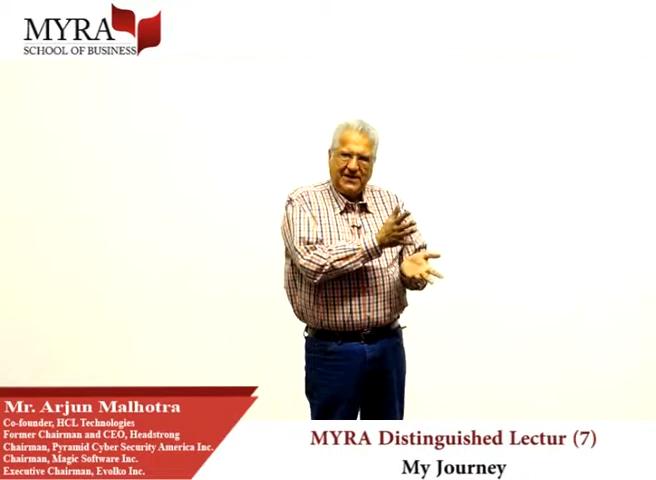 MYRA
SCHOOL OF BUSINESS
Mr. Arjun Malhotra
Co-founder, HCL Technologies
Former Chairman and CEO, Headstrong
Chairman, Pyramid Cyber Security America Inc.
Chairman, Magic Software Inc.
Executive Chairman, Evolko Inc.
MYRA Distinguished Lectur (7)
My Journey